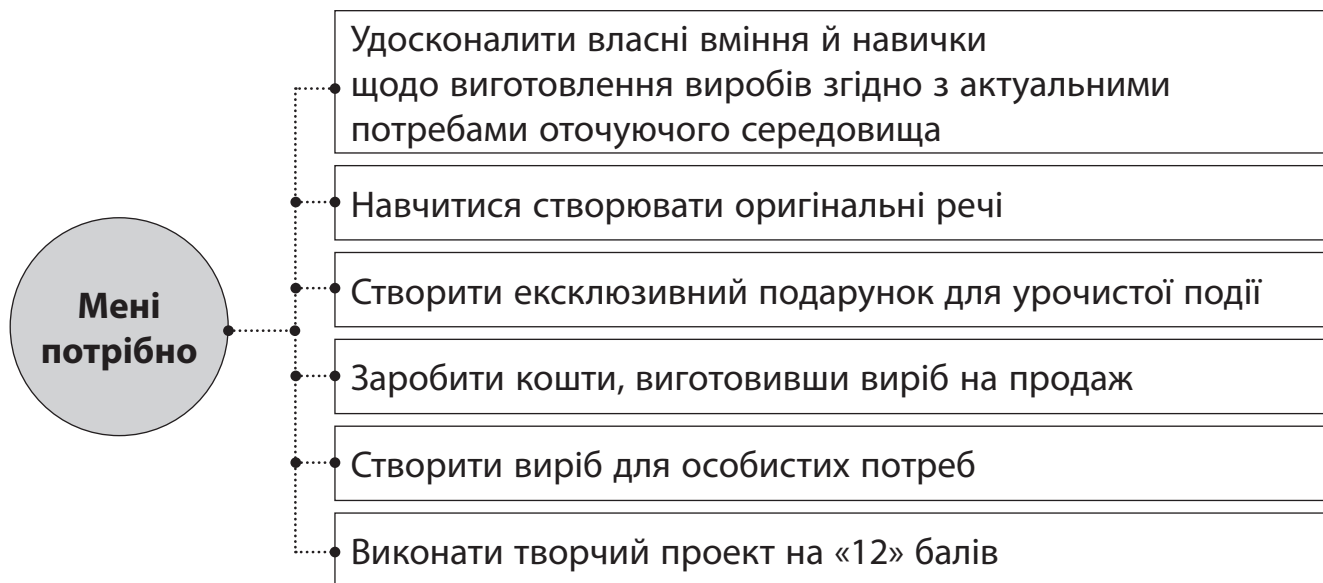 Мені
потрібно
Удосконалити власні вміння й навички
щодо виготовлення виробів згідно з актуальними
потребами оточуючого середовища
Навчитися створювати оригінальні речі
Створити ексклюзивний подарунок для урочистої події
Заробити кошти, виготовивши виріб на продаж
Створити виріб для особистих потреб
Виконати творчий проект на «12» балів